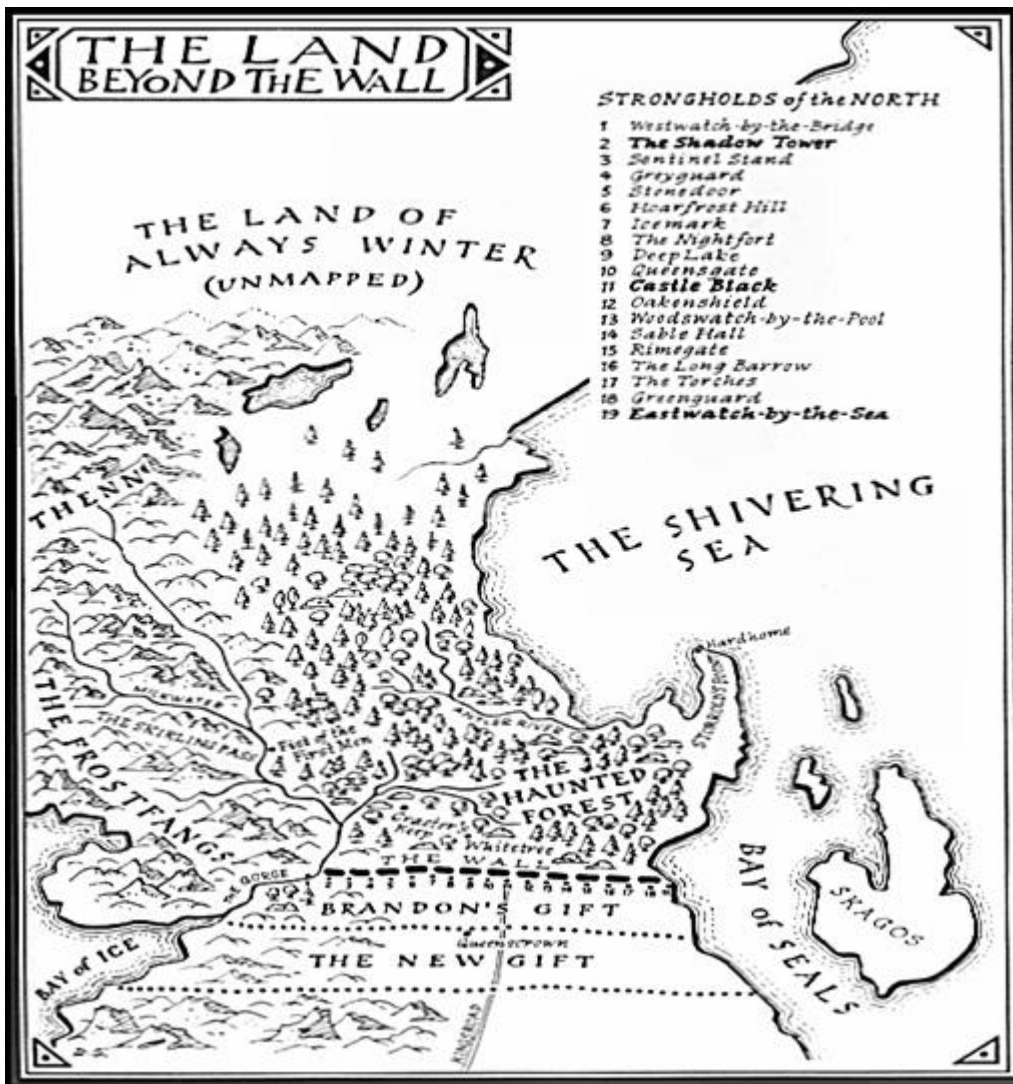 THE LAND
BEYOND THE WALL
STRONGHOLDS of the NORTH
1 Westwatch-by-the-Bridge
2 The Shadow Tower
3 Sentinel Stand
4 Greyguard
5 Stonedoor
6 Hoarfrost Hill
7 Icemark
8 The Nightfort
9 Deep Lake
10 Queensgate
11 Castle Black
12 Oakenshield
13 Woodswatch-by-the-Pool
14 Sable Hall
15 Rimegate
16 The Long Barrow
17 The Torches
18 Greenguard
19 Eastwatch-by-the-Sea
THE LAND OF
ALWAYS WINTER
(UNMAPPED)
THENN
THE SHIVERING
SEA
Hardhome
STORROLD'S POINT
MILKWATER
THE SKIRLING PASS
Fist of the
First Men
ANTLER RIVER
THE FROSTFANGS
THE
HAUNTED
FOREST
Craster's
Keep
Whitetree
THE WALL
THE GORGE
BRANDON'S GIFT
Queenscrown
THE NEW GIFT
BAY of ICE
BAY of SEALS
SKAGOS
KINGSROAD